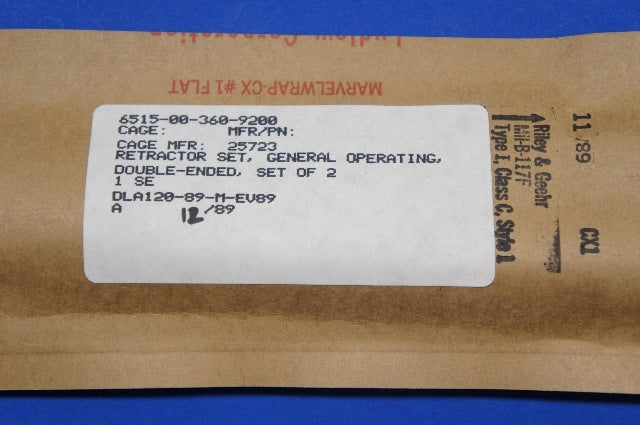 Ludlow Corporation
MARVELWRAP-CX #1 FLAT
6515-00-360-9200
CAGE: MFR/PN:
CAGE MFR: 25723
RETRACTOR SET, GENERAL OPERATING,
DOUBLE-ENDED, SET OF 2
1 SE
DLA120-89-M-EV89
A 12/89
Riley & Geehr
Mil-B-117F
Type I, Class C, Style 1
11/89 CX1